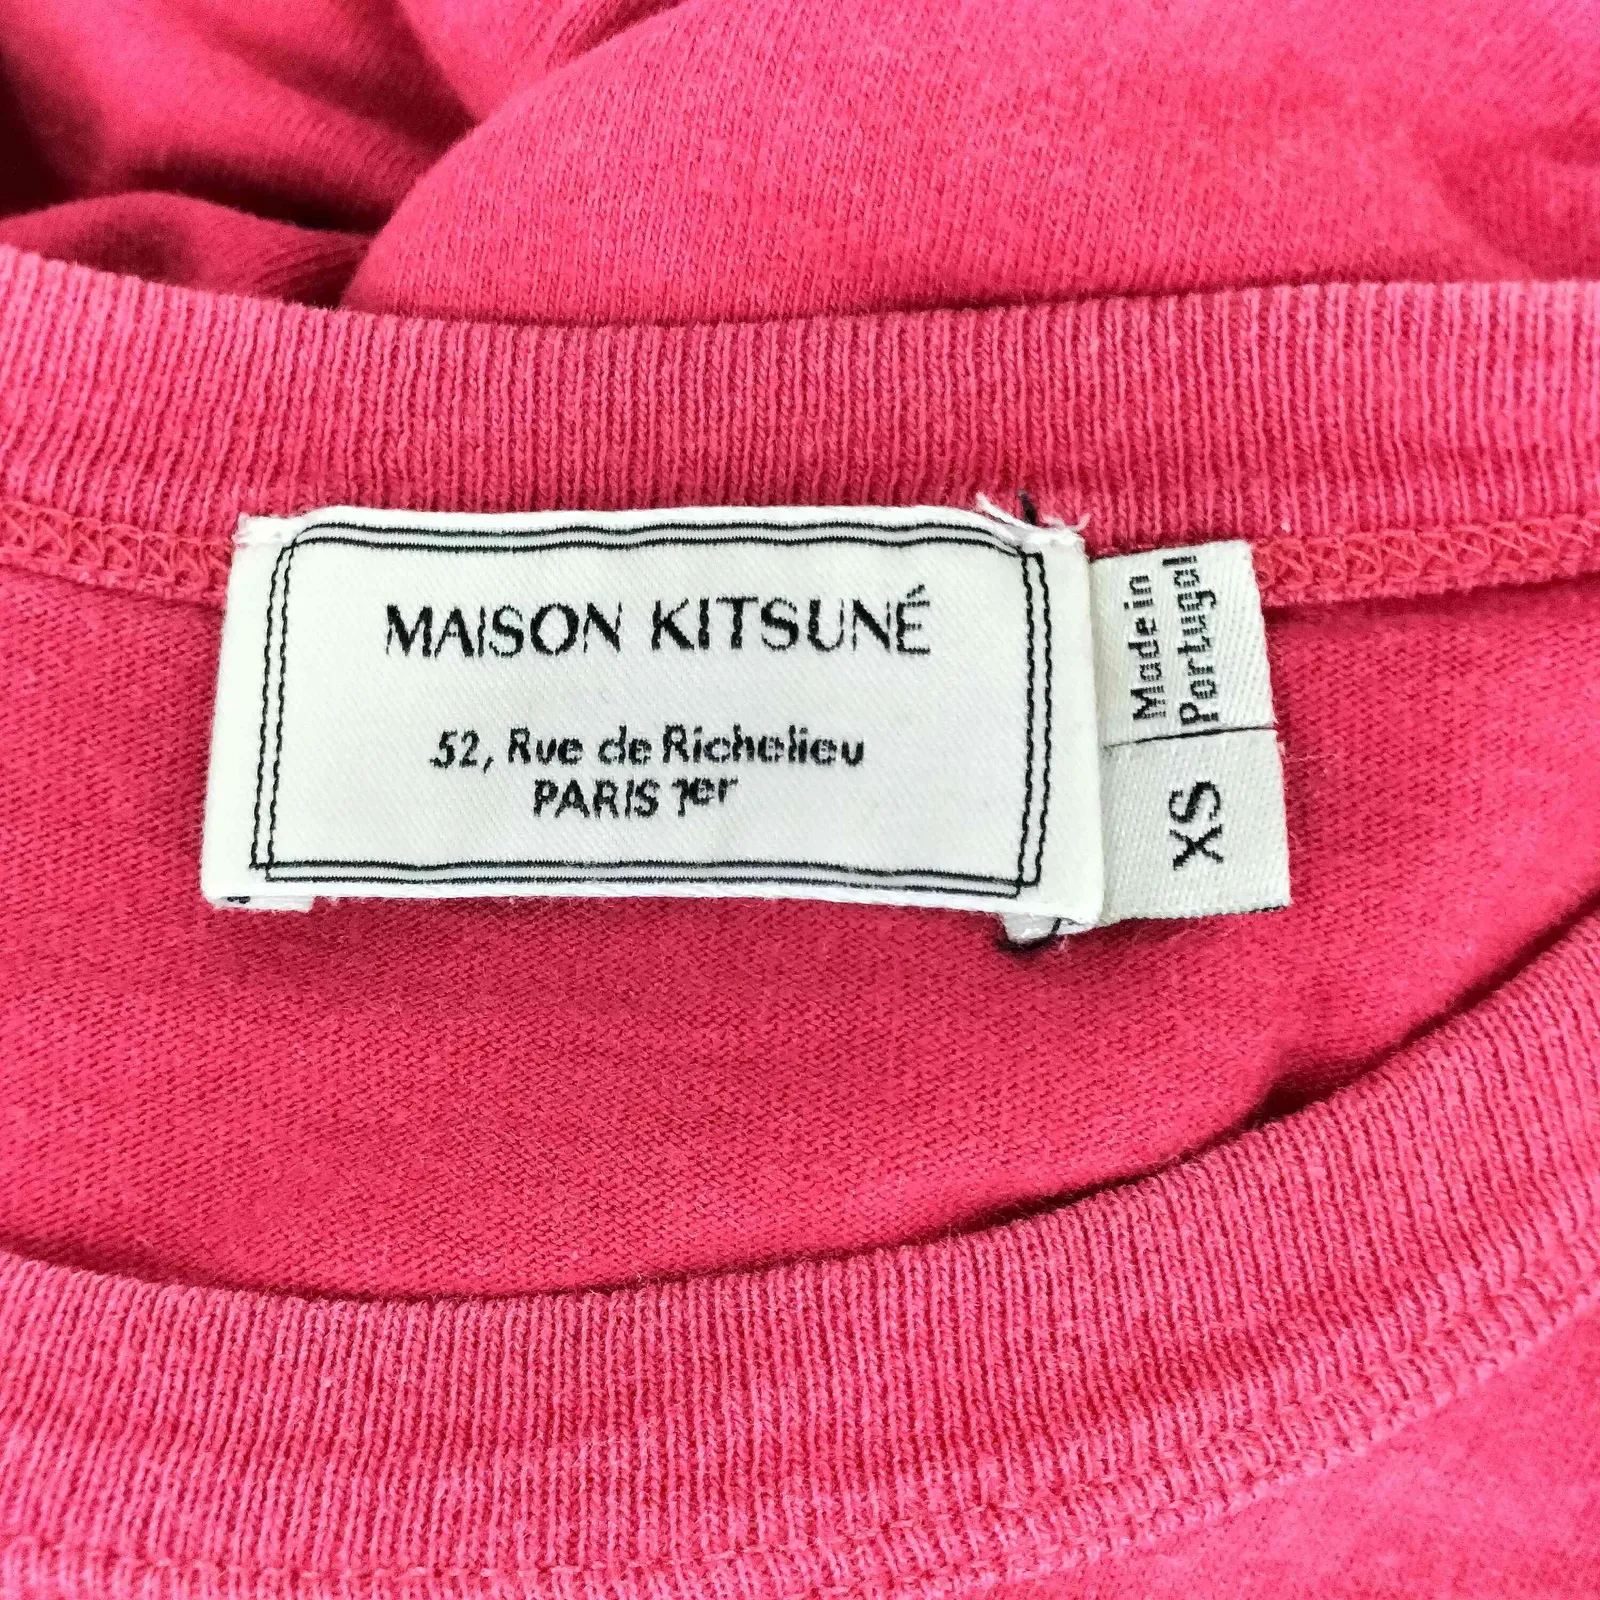 MAISON KITSUNÉ
52, Rue de Richelieu
PARIS 1er
Made in
Portugal
XS